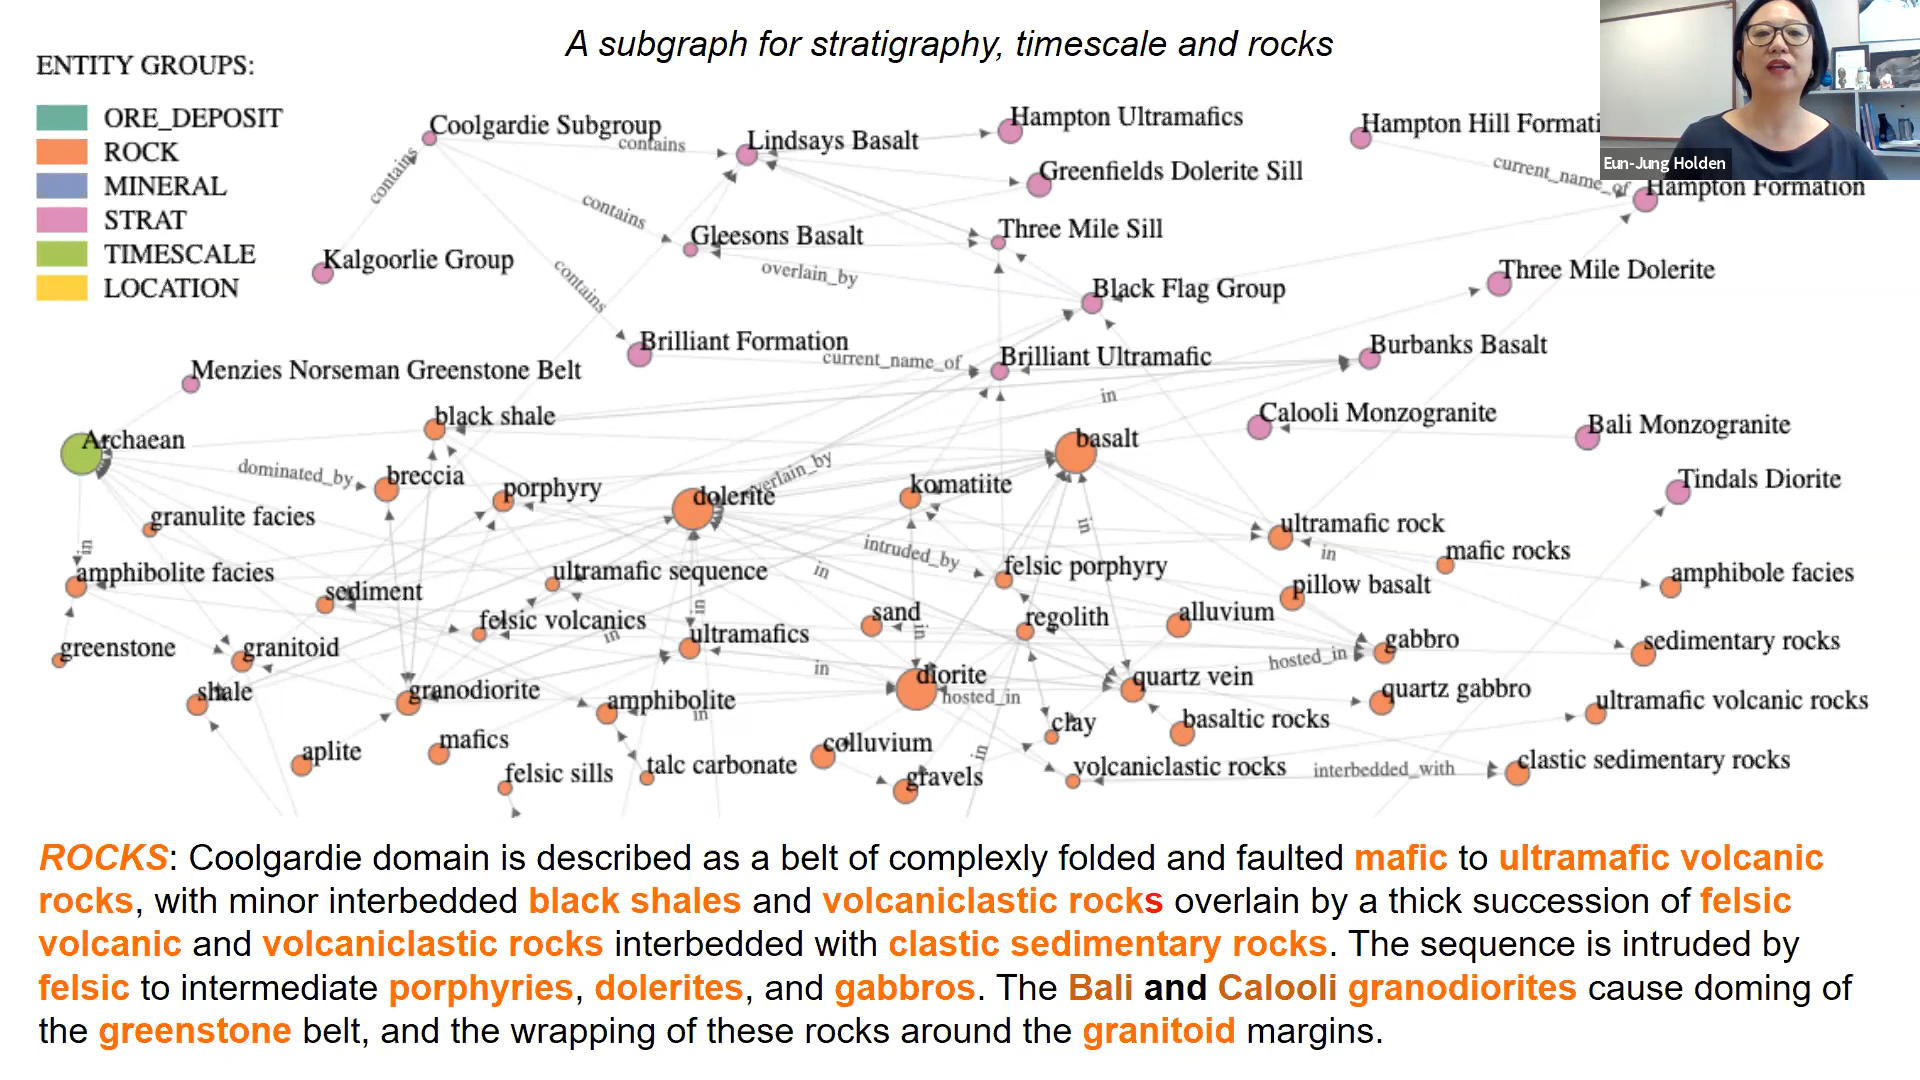 A subgraph for stratigraphy, timescale and rocks
ENTITY GROUPS:
ORE_DEPOSIT
ROCK
MINERAL
STRAT
TIMESCALE
LOCATION
Eun-Jung Holden
Coolgardie Subgroup
contains
Lindsays Basalt
Hampton Ultramafics
Hampton Hill Formati
current_name_of
Hampton Formation
contains
Greenfields Dolerite Sill
contains
Gleesons Basalt
Three Mile Sill
Kalgoorlie Group
contains
overlain_by
Black Flag Group
Three Mile Dolerite
Brilliant Formation
current_name_of
Brilliant Ultramafic
Burbanks Basalt
Menzies Norseman Greenstone Belt
in
black shale
Calooli Monzogranite
Bali Monzogranite
Archaean
basalt
dominated_by
breccia
porphyry
dolerite
overlain_by
komatiite
Tindals Diorite
granulite facies
in
ultramafic rock
in
in
intruded_by
mafic rocks
amphibolite facies
sediment
ultramafic sequence
in
felsic porphyry
pillow basalt
amphibole facies
felsic volcanics
in
in
sand
in
regolith
alluvium
greenstone
granitoid
ultramafics
in
hosted_in
gabbro
sedimentary rocks
shale
granodiorite
amphibolite
in
diorite
hosted_in
quartz vein
quartz gabbro
ultramafic volcanic rocks
aplite
mafics
colluvium
in
clay
basaltic rocks
felsic sills
talc carbonate
gravels
volcaniclastic rocks
interbedded_with
clastic sedimentary rocks
ROCKS: Coolgardie domain is described as a belt of complexly folded and faulted mafic to ultramafic volcanic
rocks, with minor interbedded black shales and volcaniclastic rocks overlain by a thick succession of felsic
volcanic and volcaniclastic rocks interbedded with clastic sedimentary rocks. The sequence is intruded by
felsic to intermediate porphyries, dolerites, and gabbros. The Bali and Calooli granodiorites cause doming of
the greenstone belt, and the wrapping of these rocks around the granitoid margins.